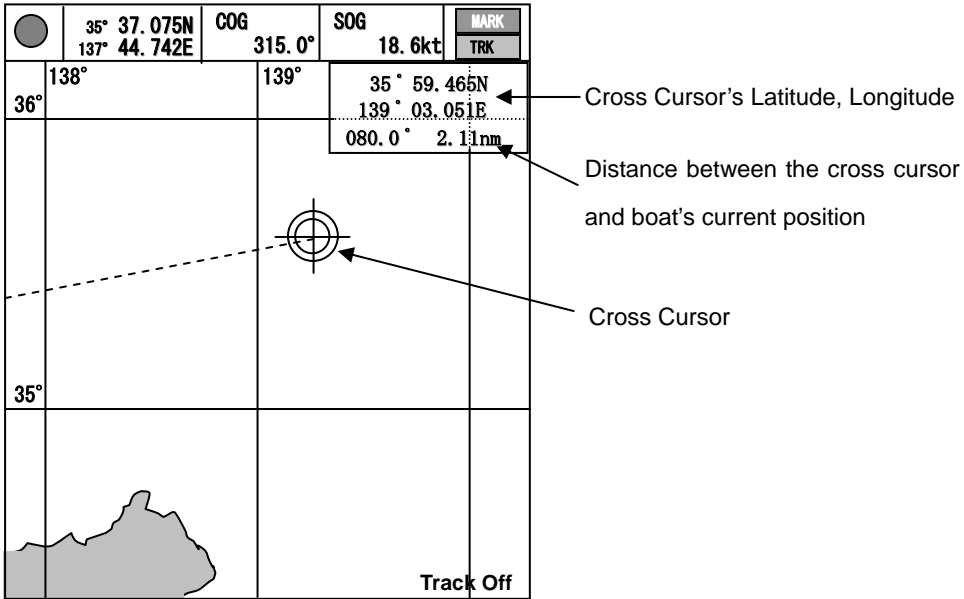 35° 37.075N COG SOG MARK
137° 44.742E 315.0° 18.6kt TRK
138° 139° 35° 59.465N
36° 139° 03.051E
080.0° 2.11nm
Cross Cursor's Latitude, Longitude
Distance between the cross cursor
and boat's current position
Cross Cursor
35°
Track Off